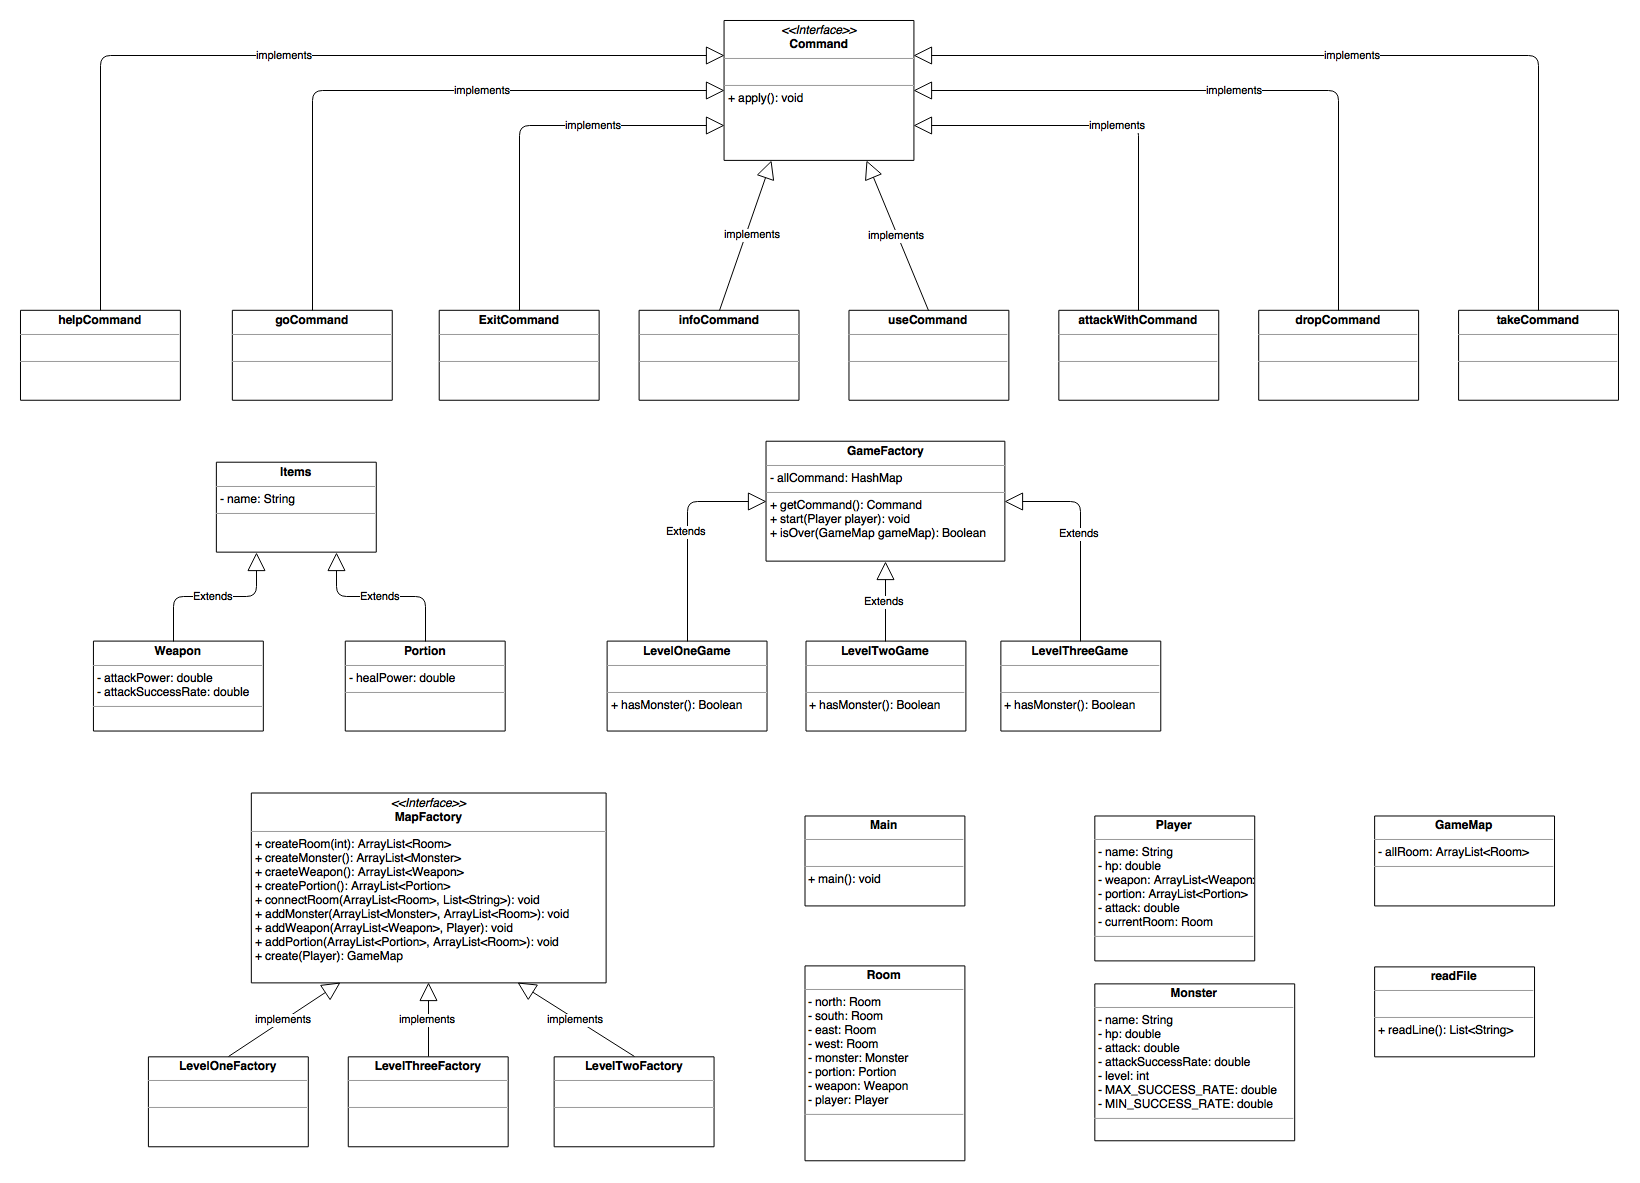 <<Interface>>
Command
+ apply(): void
implements
implements
implements
implements
implements
implements
implements
implements
helpCommand
goCommand
ExitCommand
infoCommand
useCommand
attackWithCommand
dropCommand
takeCommand
Items
- name: String
Extends
Extends
Weapon
- attackPower: double
- attackSuccessRate: double
Portion
- healPower: double
GameFactory
- allCommand: HashMap
+ getCommand(): Command
+ start(Player player): void
+ isOver(GameMap gameMap): Boolean
Extends
Extends
Extends
LevelOneGame
+ hasMonster(): Boolean
LevelTwoGame
+ hasMonster(): Boolean
LevelThreeGame
+ hasMonster(): Boolean
<<Interface>>
MapFactory
+ createRoom(int): ArrayList<Room>
+ createMonster(): ArrayList<Monster>
+ craeteWeapon(): ArrayList<Weapon>
+ createPortion(): ArrayList<Portion>
+ connectRoom(ArrayList<Room>, List<String>): void
+ addMonster(ArrayList<Monster>, ArrayList<Room>): void
+ addWeapon(ArrayList<Weapon>, Player): void
+ addPortion(ArrayList<Portion>, ArrayList<Room>): void
+ create(Player): GameMap
implements
implements
implements
LevelOneFactory
LevelThreeFactory
LevelTwoFactory
Main
+ main(): void
Player
- name: String
- hp: double
- weapon: ArrayList<Weapon>
- portion: ArrayList<Portion>
- attack: double
- currentRoom: Room
GameMap
- allRoom: ArrayList<Room>
Room
- north: Room
- south: Room
- east: Room
- west: Room
- monster: Monster
- portion: Portion
- weapon: Weapon
- player: Player
Monster
- name: String
- hp: double
- attack: double
- attackSuccessRate: double
- level: int
- MAX_SUCCESS_RATE: double
- MIN_SUCCESS_RATE: double
readFile
+ readLine(): List<String>